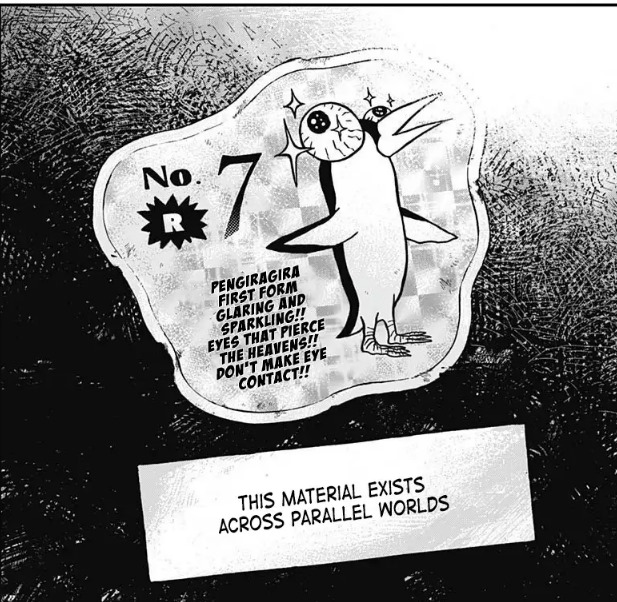 No. 7
R
PENGIRAGIRA
FIRST FORM
GLARING AND
SPARKLING!!
EYES THAT PIERCE
THE HEAVENS!!
DON'T MAKE EYE
CONTACT!!
THIS MATERIAL EXISTS
ACROSS PARALLEL WORLDS